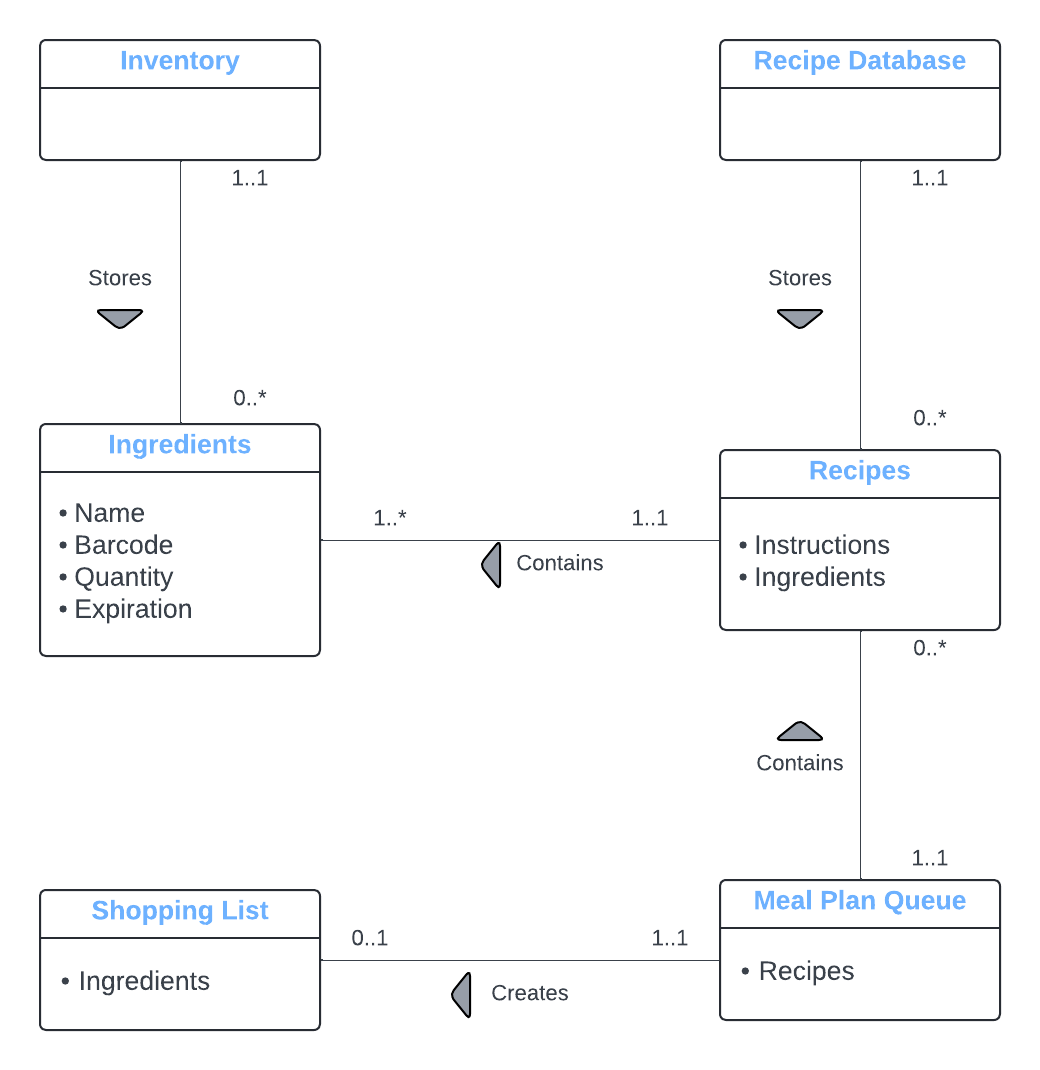 Inventory
Recipe Database
1..1
1..1
Stores
Stores
0..*
0..*
Ingredients
• Name
• Barcode
• Quantity
• Expiration
1..*
1..1
Contains
Recipes
• Instructions
• Ingredients
0..*
Contains
1..1
Shopping List
• Ingredients
0..1
1..1
Creates
Meal Plan Queue
• Recipes